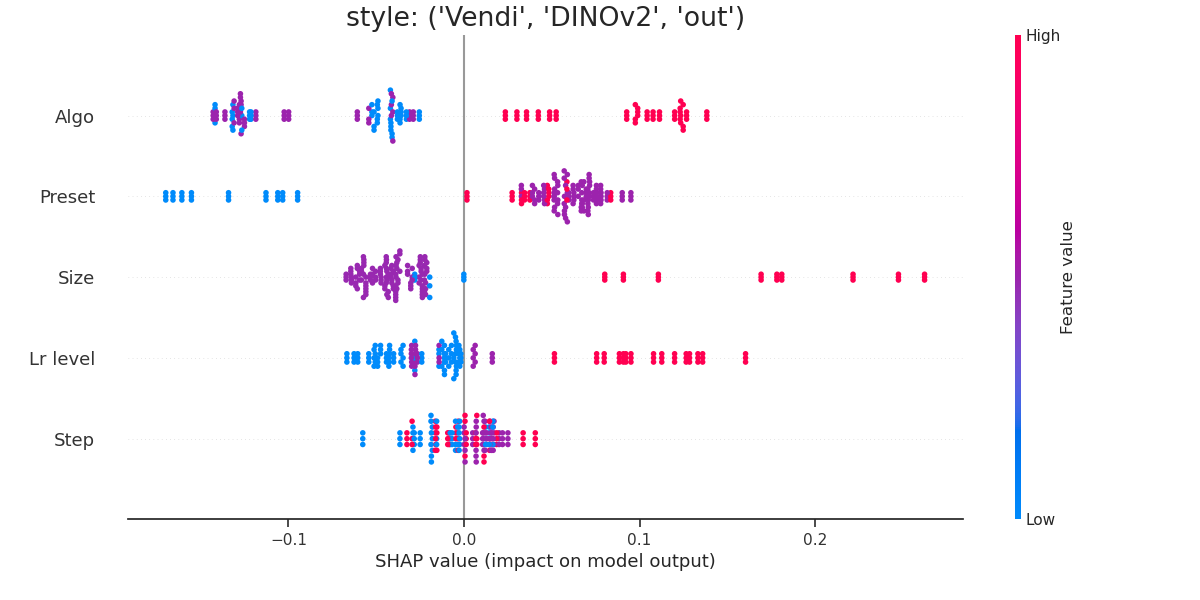 style: ('Vendi', 'DINOv2', 'out')
High
Algo
Preset
Size
Lr level
Step
Feature value
Low
−0.1 0.0 0.1 0.2
SHAP value (impact on model output)